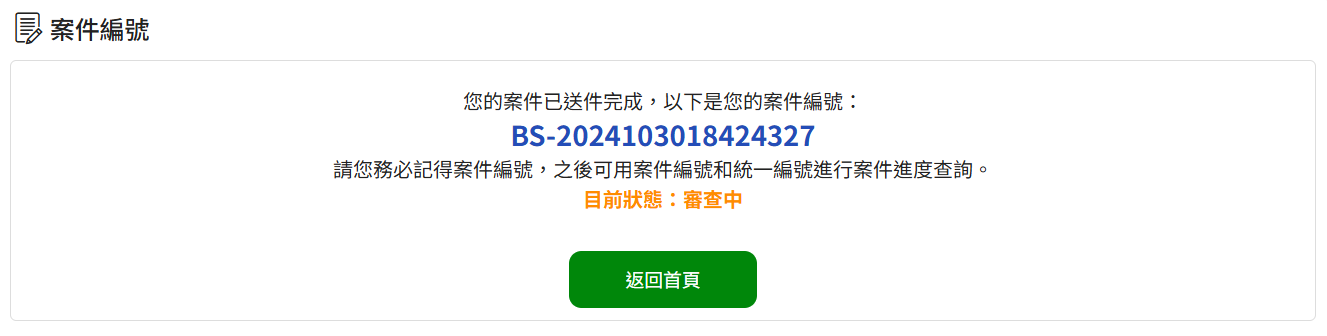 案件編號
您的案件已送件完成，以下是您的案件編號：
BS-2024103018424327
請您務必記得案件編號，之後可用案件編號和統一編號進行案件進度查詢。
目前狀態：審查中
返回首頁